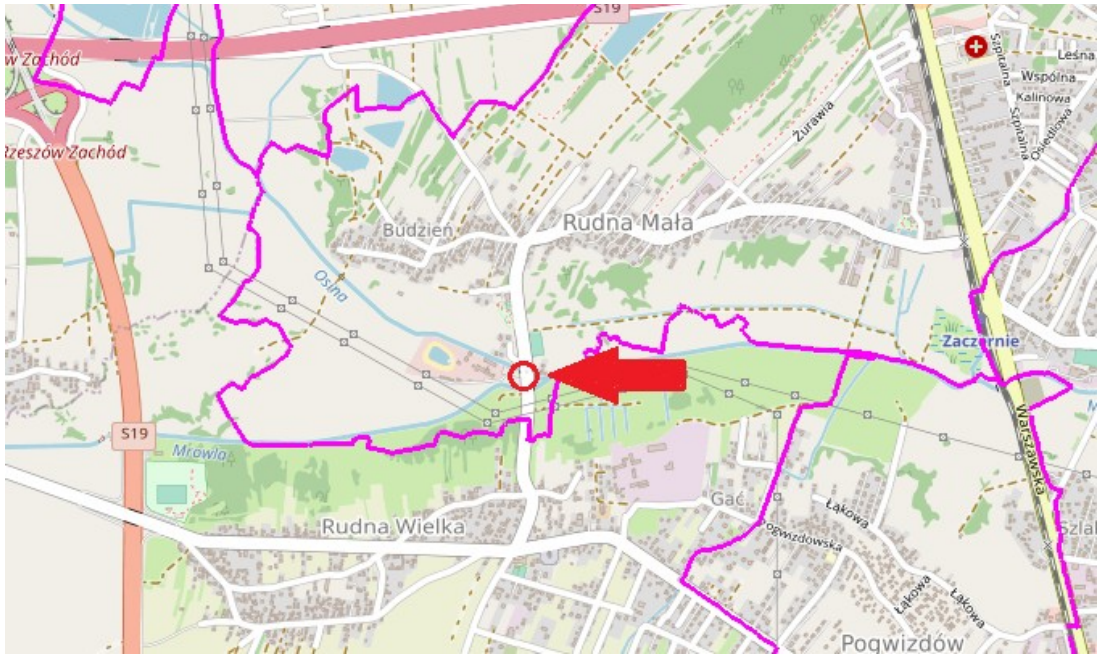 S19
w Zachód
Szpitalna
Leśna
Wspólna
Kalinowa
Szpitalna
Osiedlowa
Rzeszów Zachód
Żurawia
Rudna Mała
Budzień
Osina
Zaczernie
S19
Mrowla
Warszawska
Gać
Rudna Wielka
Pogwizdowska
Łąkowa
Szlak
Łąkowa
Łąkowa
Pogwizdów